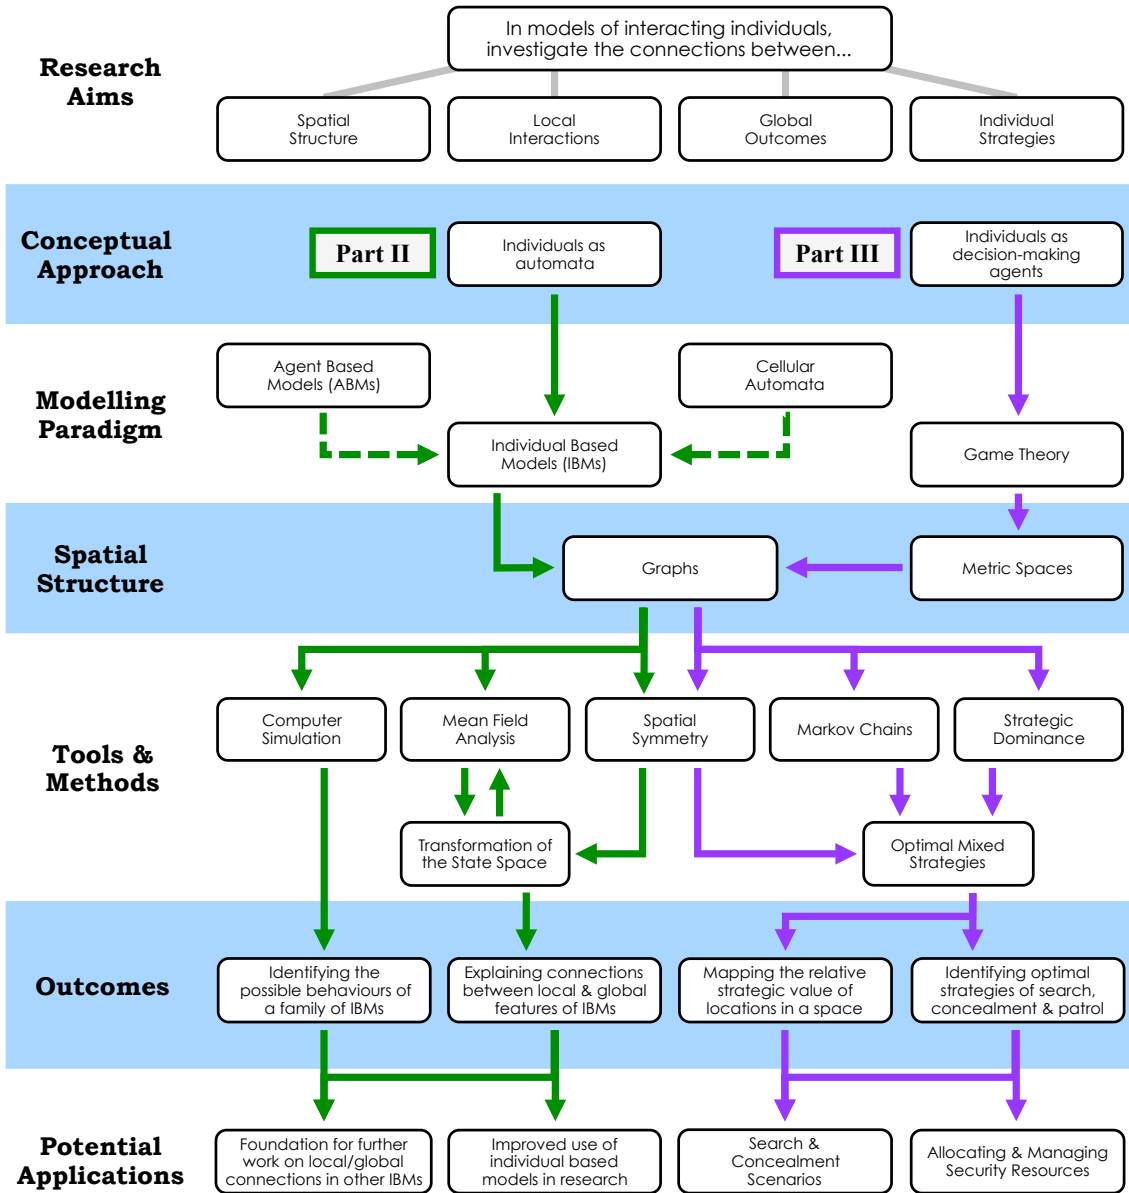 In models of interacting individuals,
investigate the connections between...
Research
Aims
Spatial
Structure
Local
Interactions
Global
Outcomes
Individual
Strategies
Conceptual
Approach
Part II
Individuals as
automata
Part III
Individuals as
decision-making
agents
Modelling
Paradigm
Agent Based
Models (ABMs)
Cellular
Automata
Individual Based
Models (IBMs)
Game Theory
Spatial
Structure
Graphs
Metric Spaces
Tools &
Methods
Computer
Simulation
Mean Field
Analysis
Spatial
Symmetry
Markov Chains
Strategic
Dominance
Transformation of
the State Space
Optimal Mixed
Strategies
Outcomes
Identifying the
possible behaviours of
a family of IBMs
Explaining connections
between local & global
features of IBMs
Mapping the relative
strategic value of
locations in a space
Identifying optimal
strategies of search,
concealment & patrol
Potential
Applications
Foundation for further
work on local/global
connections in other IBMs
Improved use of
individual based
models in research
Search &
Concealment
Scenarios
Allocating & Managing
Security Resources